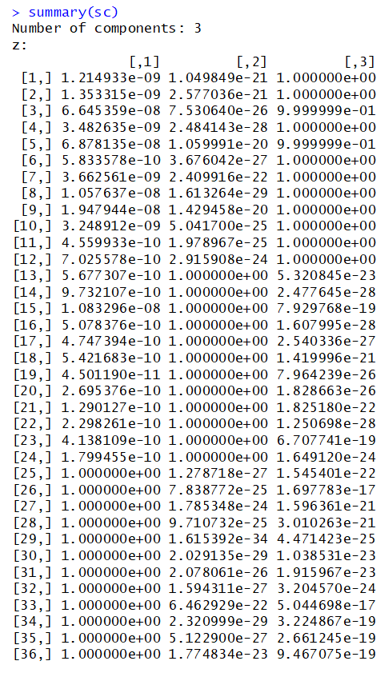 > summary(sc)
Number of components: 3
z:
[,1] [,2] [,3]
[1,] 1.214933e-09 1.049849e-21 1.000000e+00
[2,] 1.353315e-09 2.577036e-21 1.000000e+00
[3,] 6.645359e-08 7.530640e-26 9.999999e-01
[4,] 3.482635e-09 2.484143e-28 1.000000e+00
[5,] 6.878135e-08 1.059991e-20 9.999999e-01
[6,] 5.833578e-10 3.676042e-27 1.000000e+00
[7,] 3.662561e-09 2.409916e-22 1.000000e+00
[8,] 1.057637e-08 1.613264e-29 1.000000e+00
[9,] 1.947944e-08 1.429458e-20 1.000000e+00
[10,] 3.248912e-09 5.041700e-25 1.000000e+00
[11,] 4.559933e-10 1.978967e-25 1.000000e+00
[12,] 7.025578e-10 2.915908e-24 1.000000e+00
[13,] 5.677307e-10 1.000000e+00 5.320845e-23
[14,] 9.732107e-10 1.000000e+00 2.477645e-28
[15,] 1.083296e-08 1.000000e+00 7.929768e-19
[16,] 5.078376e-10 1.000000e+00 1.607995e-28
[17,] 4.747394e-10 1.000000e+00 2.540336e-27
[18,] 5.421683e-10 1.000000e+00 1.419996e-21
[19,] 4.501190e-11 1.000000e+00 7.964239e-26
[20,] 2.695376e-10 1.000000e+00 1.828663e-26
[21,] 1.290127e-10 1.000000e+00 1.825180e-22
[22,] 2.298261e-10 1.000000e+00 1.250698e-28
[23,] 4.138109e-10 1.000000e+00 6.707741e-19
[24,] 1.799455e-10 1.000000e+00 1.649120e-24
[25,] 1.000000e+00 1.278718e-27 1.545401e-22
[26,] 1.000000e+00 7.838772e-25 1.697783e-17
[27,] 1.000000e+00 1.785348e-24 1.596361e-21
[28,] 1.000000e+00 9.710732e-25 3.010263e-21
[29,] 1.000000e+00 1.615392e-34 4.471423e-25
[30,] 1.000000e+00 2.029135e-29 1.038531e-23
[31,] 1.000000e+00 2.078061e-26 1.915967e-23
[32,] 1.000000e+00 1.594311e-27 3.204570e-24
[33,] 1.000000e+00 6.462929e-22 5.044698e-17
[34,] 1.000000e+00 2.320999e-29 3.224867e-19
[35,] 1.000000e+00 5.122900e-27 2.661245e-19
[36,] 1.000000e+00 1.774834e-23 9.467075e-19